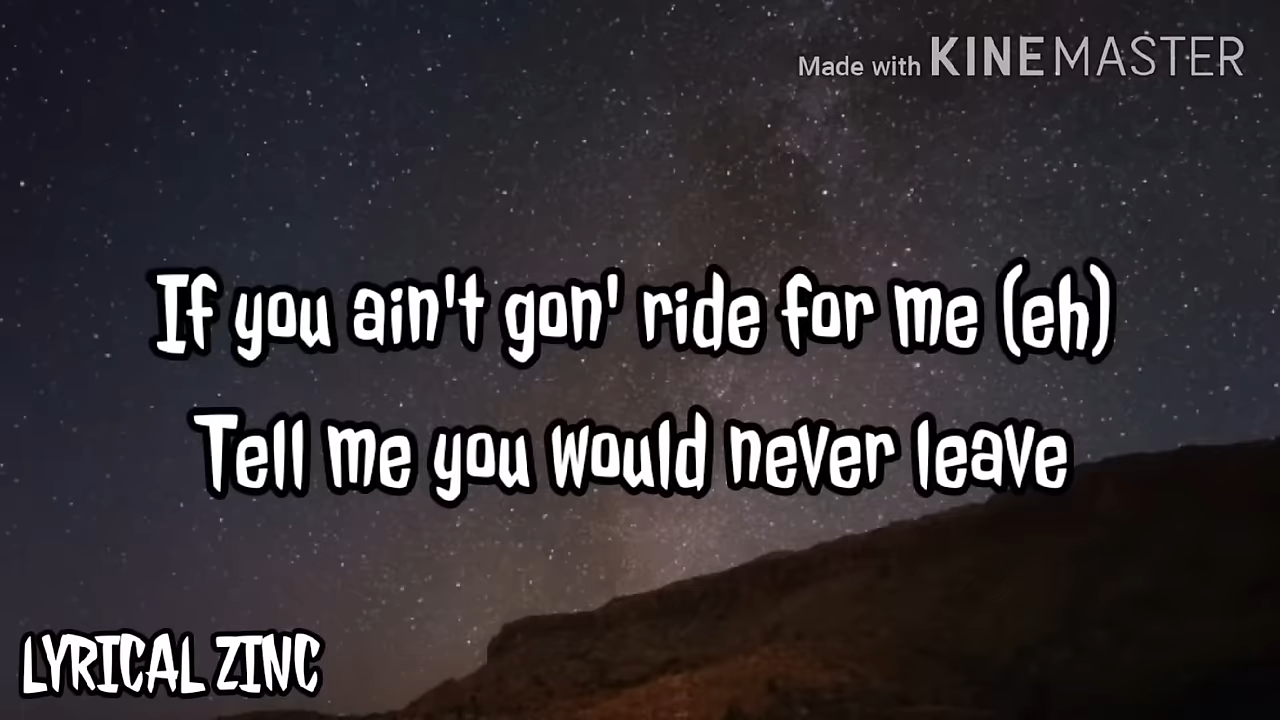 Made with KINEMASTER
If you ain't gon' ride for me (eh)
Tell me you would never leave
LYRICAL ZINC